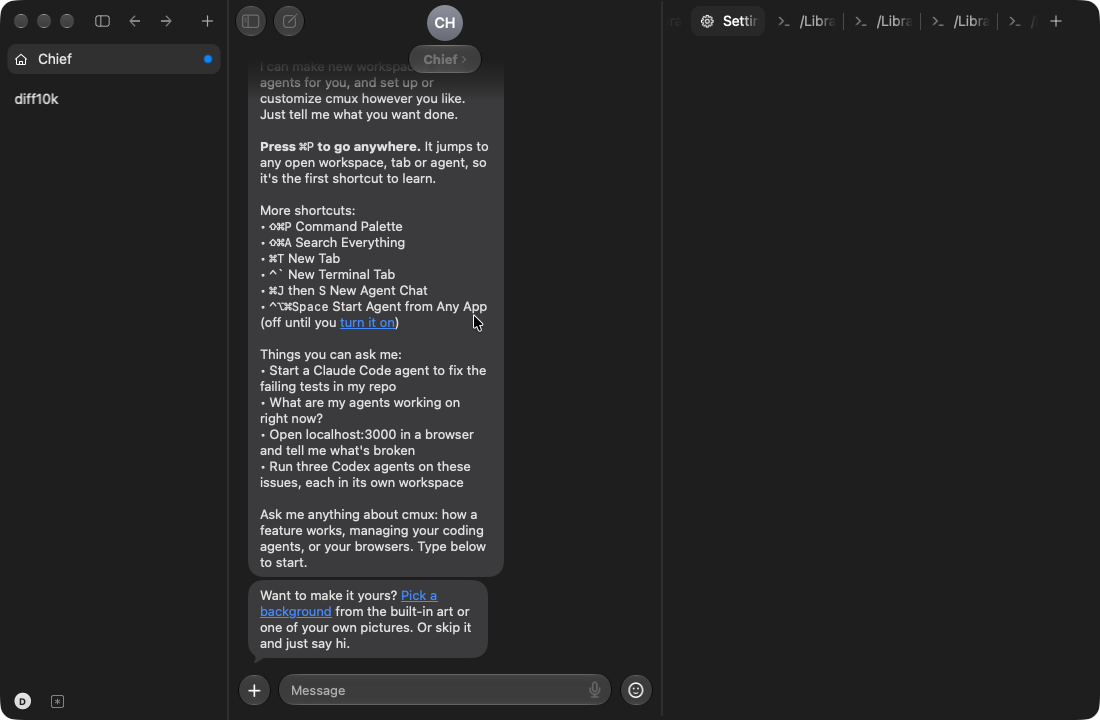 CH
Settin
/Libra
/Libra
/Libra
Chief
Chief ›
diff10k
I can make new workspac
agents for you, and set up or
customize cmux however you like.
Just tell me what you want done.
Press ⌘P to go anywhere. It jumps to
any open workspace, tab or agent, so
it's the first shortcut to learn.
More shortcuts:
• ⇧⌘P Command Palette
• ⇧⌘A Search Everything
• ⌘T New Tab
• ^` New Terminal Tab
• ⌘J then S New Agent Chat
• ^⌥⌘Space Start Agent from Any App
(off until you turn it on)
Things you can ask me:
• Start a Claude Code agent to fix the
failing tests in my repo
• What are my agents working on
right now?
• Open localhost:3000 in a browser
and tell me what's broken
• Run three Codex agents on these
issues, each in its own workspace
Ask me anything about cmux: how a
feature works, managing your coding
agents, or your browsers. Type below
to start.
Want to make it yours? Pick a
background from the built-in art or
one of your own pictures. Or skip it
and just say hi.
Message
D